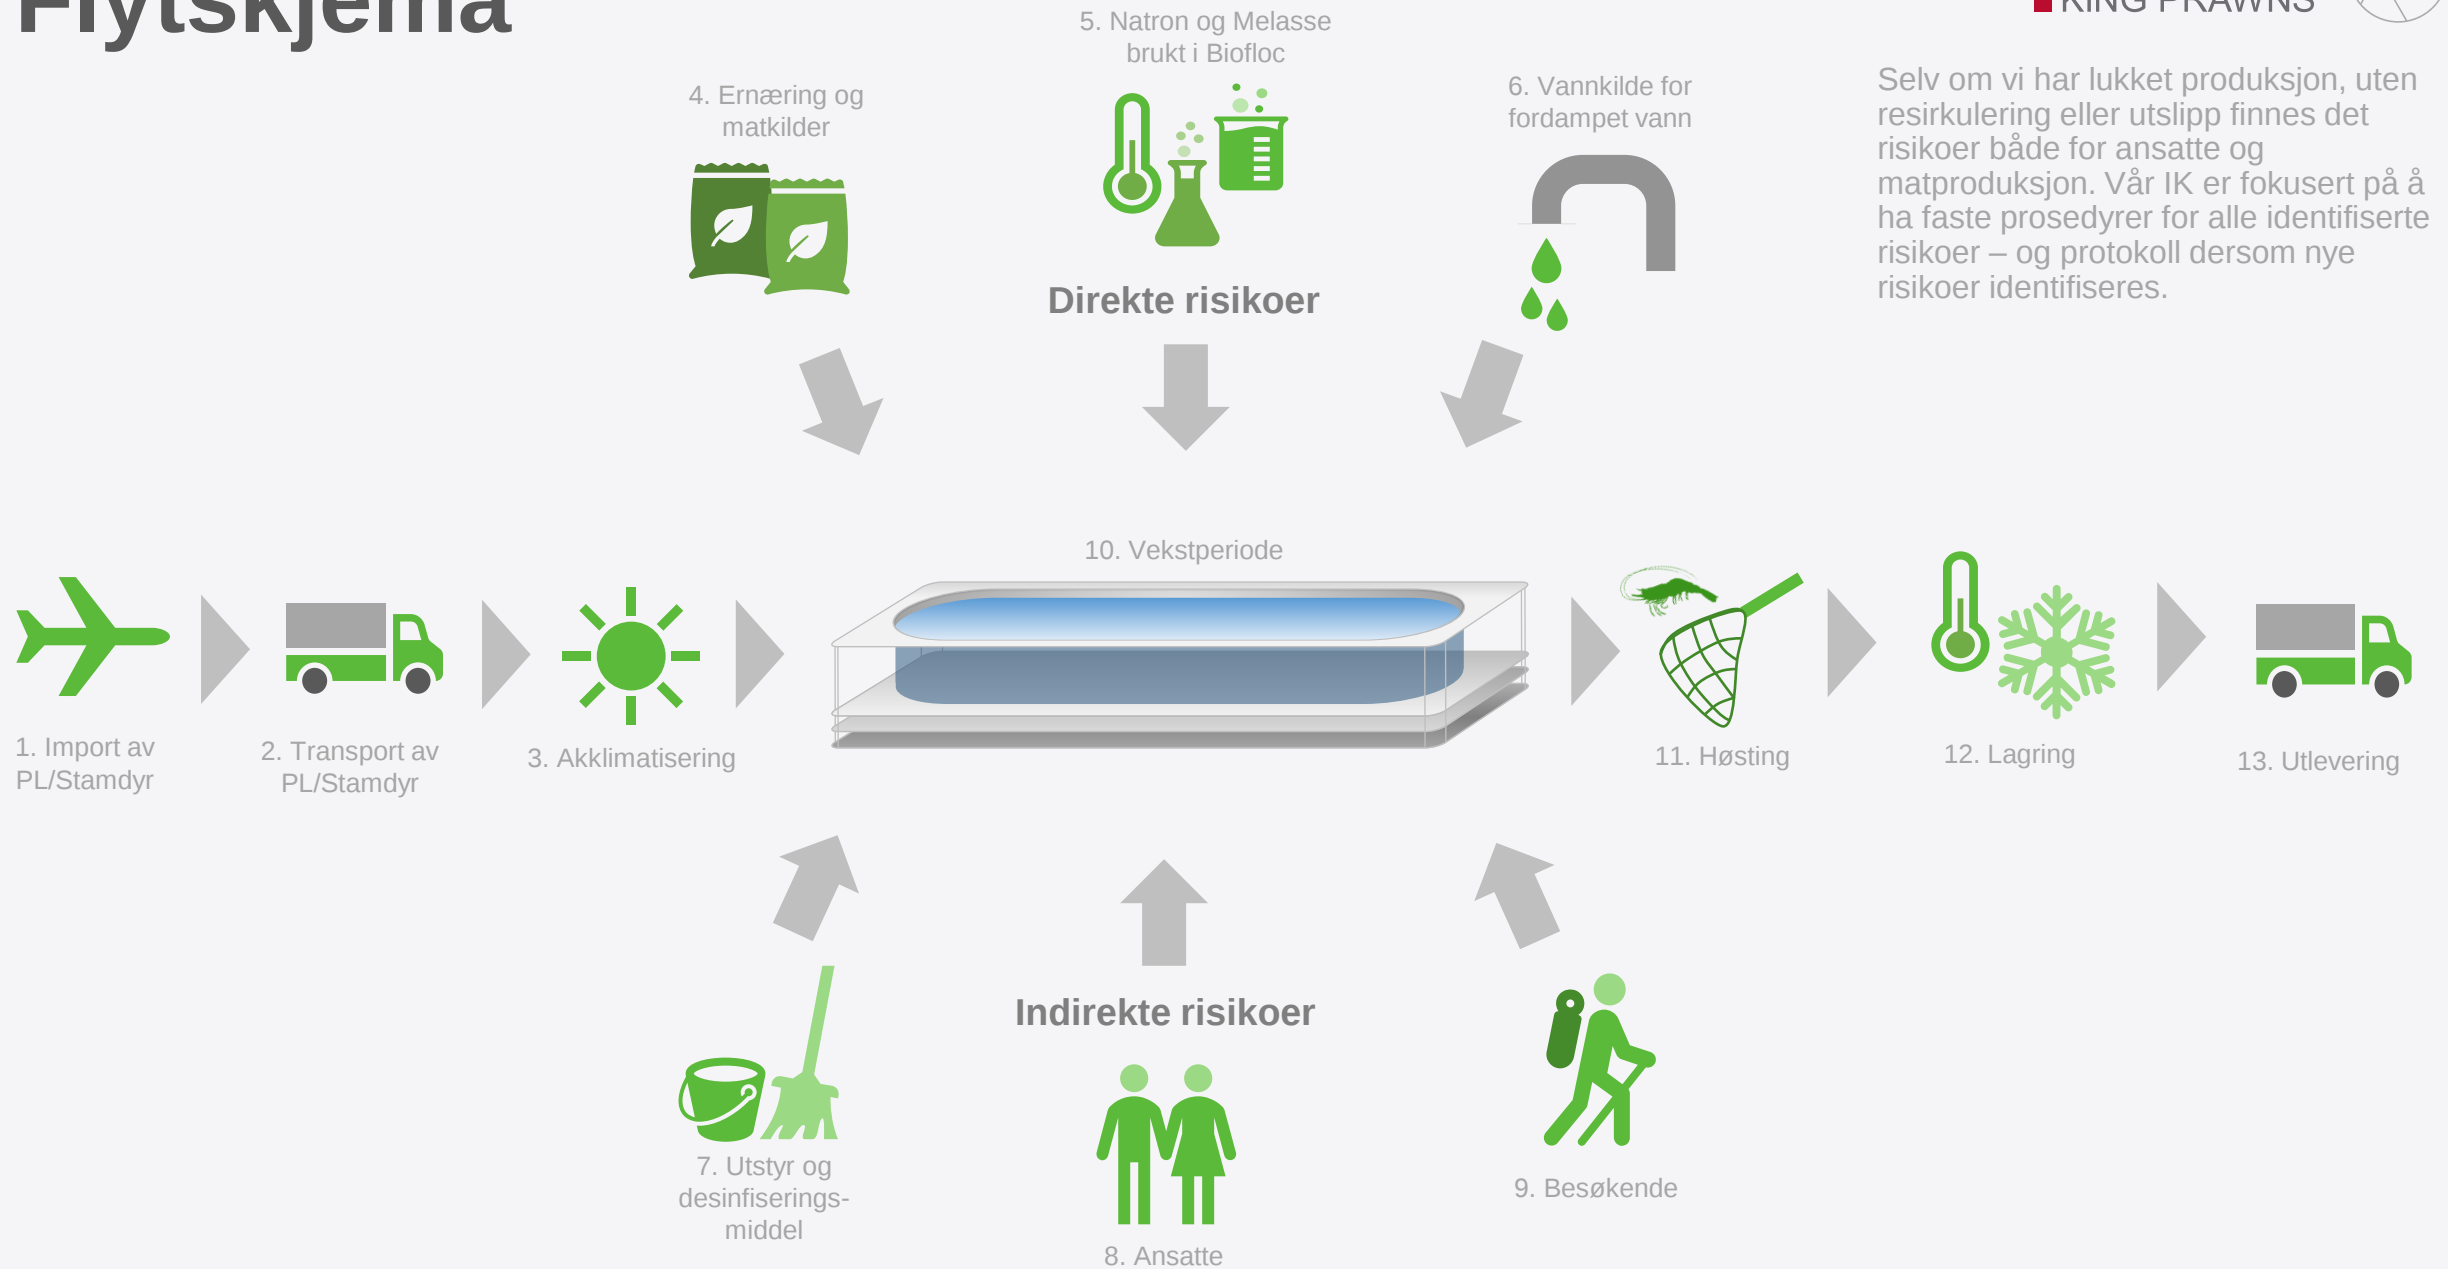 Flytskjema
KING PRAWNS
5. Natron og Melasse
brukt i Biofloc
4. Ernæring og
matkilder
6. Vannkilde for
fordampet vann
Selv om vi har lukket produksjon, uten
resirkulering eller utslipp finnes det
risikoer både for ansatte og
matproduksjon. Vår IK er fokusert på å
ha faste prosedyrer for alle identifiserte
risikoer – og protokoll dersom nye
risikoer identifiseres.
Direkte risikoer
10. Vekstperiode
1. Import av
PL/Stamdyr
2. Transport av
PL/Stamdyr
3. Akklimatisering
11. Høsting
12. Lagring
13. Utlevering
Indirekte risikoer
7. Utstyr og
desinfiserings-
middel
8. Ansatte
9. Besøkende